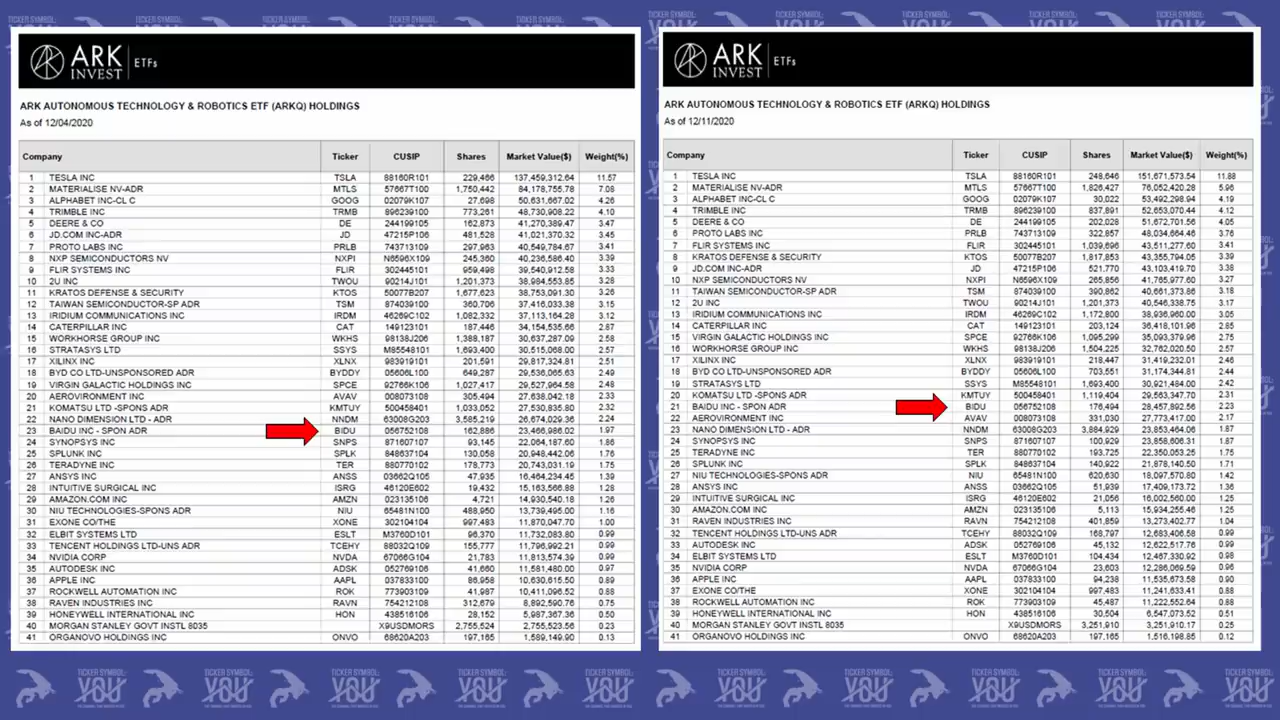 ARK INVEST ETFs
ARK AUTONOMOUS TECHNOLOGY & ROBOTICS ETF (ARKQ) HOLDINGS
As of 12/04/2020
Company Ticker CUSIP Shares Market Value($) Weight(%)
1 TESLA INC TSLA 88160R101 229,466 137,459,312.64 11.57
2 MATERIALISE NV-ADR MTLS 57667T100 1,750,442 84,178,755.78 7.08
3 ALPHABET INC-CL C GOOG 02079K107 27,698 50,631,667.02 4.26
4 TRIMBLE INC TRMB 896239100 773,261 48,730,908.22 4.10
5 DEERE & CO DE 244199105 162,873 41,270,389.47 3.47
6 JD.COM INC-ADR JD 47215P106 481,528 41,021,370.32 3.45
7 PROTO LABS INC PRLB 743713109 297,963 40,549,784.67 3.41
8 NXP SEMICONDUCTORS NV NXPI N6596X109 245,360 40,236,586.40 3.39
9 FLIR SYSTEMS INC FLIR 302445101 959,498 39,540,912.58 3.33
10 2U INC TWOU 90214J101 1,201,373 38,984,553.85 3.28
11 KRATOS DEFENSE & SECURITY KTOS 50077B207 1,677,623 38,753,091.30 3.26
12 TAIWAN SEMICONDUCTOR-SP ADR TSM 874039100 360,706 37,416,033.38 3.15
13 IRIDIUM COMMUNICATIONS INC IRDM 46269C102 1,082,332 37,113,164.28 3.12
14 CATERPILLAR INC CAT 149123101 187,446 34,154,535.66 2.87
15 WORKHORSE GROUP INC WKHS 98138J206 1,388,187 30,637,287.09 2.58
16 STRATASYS LTD SSYS M85548101 1,693,400 30,515,068.00 2.57
17 XILINX INC XLNX 983919101 201,591 29,817,324.81 2.51
18 BYD CO LTD-UNSPONSORED ADR BYDDY 05606L100 649,287 29,536,065.63 2.49
19 VIRGIN GALACTIC HOLDINGS INC SPCE 92766K106 1,027,417 29,527,964.58 2.48
20 AEROVIRONMENT INC AVAV 008073108 305,494 27,632,932.28 2.33
21 KOMATSU LTD -SPONS ADR KMTUY 500458401 1,033,052 27,530,835.80 2.32
22 NANO DIMENSION LTD - ADR NNDM 63008G203 3,585,219 26,674,029.36 2.24
23 BAIDU INC - SPON ADR BIDU 056752108 162,886 23,466,986.02 1.97
24 SYNOPSYS INC SNPS 871607107 93,145 22,064,187.60 1.86
25 SPLUNK INC SPLK 848637104 130,058 20,948,442.06 1.76
26 TERADYNE INC TER 880770102 178,773 20,743,031.19 1.75
27 ANSYS INC ANSS 03662Q105 47,935 16,464,234.45 1.39
28 INTUITIVE SURGICAL INC ISRG 46120E602 19,432 15,163,566.88 1.28
29 AMAZON.COM INC AMZN 023135106 4,721 14,930,540.18 1.26
30 NIU TECHNOLOGIES-SPONS ADR NIU 65481N100 488,950 13,739,495.00 1.16
31 EXONE CO/THE XONE 302104104 997,483 11,870,047.70 1.00
32 ELBIT SYSTEMS LTD ESLT M3760D101 96,370 11,732,083.80 0.99
33 TENCENT HOLDINGS LTD-UNS ADR TCEHY 88032Q109 155,777 11,796,992.21 0.99
34 NVIDIA CORP NVDA 67066G104 21,783 11,813,574.39 0.99
35 AUTODESK INC ADSK 052769106 41,660 11,581,480.00 0.97
36 APPLE INC AAPL 037833100 86,958 10,630,615.50 0.89
37 ROCKWELL AUTOMATION INC ROK 773903109 41,987 10,411,096.52 0.88
38 RAVEN INDUSTRIES INC RAVN 754212108 312,679 8,892,590.76 0.75
39 HONEYWELL INTERNATIONAL INC HON 438516106 28,152 5,987,367.36 0.50
40 MORGAN STANLEY GOVT INSTL 8035 X9USDMORS 2,755,524 2,755,523.56 0.23
41 ORGANOVO HOLDINGS INC ONVO 68620A203 197,165 1,589,149.90 0.13
ARK INVEST ETFs
ARK AUTONOMOUS TECHNOLOGY & ROBOTICS ETF (ARKQ) HOLDINGS
As of 12/11/2020
Company Ticker CUSIP Shares Market Value($) Weight(%)
1 TESLA INC TSLA 88160R101 248,646 151,671,573.54 11.88
2 MATERIALISE NV-ADR MTLS 57667T100 1,826,427 76,052,420.28 5.96
3 ALPHABET INC-CL C GOOG 02079K107 30,022 53,492,298.94 4.19
4 TRIMBLE INC TRMB 896239100 837,891 52,653,070.44 4.12
5 DEERE & CO DE 244199105 202,028 51,672,701.56 4.05
6 PROTO LABS INC PRLB 743713109 322,857 48,034,664.46 3.76
7 FLIR SYSTEMS INC FLIR 302445101 1,039,696 43,511,277.60 3.41
8 KRATOS DEFENSE & SECURITY KTOS 50077B207 1,817,853 43,355,794.05 3.39
9 JD.COM INC-ADR JD 47215P106 521,770 43,103,419.70 3.38
10 NXP SEMICONDUCTORS NV NXPI N6596X109 265,856 41,765,977.60 3.27
11 TAIWAN SEMICONDUCTOR-SP ADR TSM 874039100 390,832 40,661,373.88 3.18
12 2U INC TWOU 90214J101 1,201,373 40,546,338.75 3.17
13 IRIDIUM COMMUNICATIONS INC IRDM 46269C102 1,172,800 38,936,960.00 3.05
14 CATERPILLAR INC CAT 149123101 203,124 36,418,101.96 2.85
15 VIRGIN GALACTIC HOLDINGS INC SPCE 92766K106 1,095,299 35,093,379.96 2.75
16 WORKHORSE GROUP INC WKHS 98138J206 1,504,225 32,762,020.50 2.57
17 XILINX INC XLNX 983919101 218,447 31,419,232.01 2.46
18 BYD CO LTD-UNSPONSORED ADR BYDDY 05606L100 703,551 31,174,344.81 2.44
19 STRATASYS LTD SSYS M85548101 1,693,400 30,921,484.00 2.42
20 KOMATSU LTD -SPONS ADR KMTUY 500458401 1,119,404 29,563,347.70 2.31
21 BAIDU INC - SPON ADR BIDU 056752108 176,494 28,457,892.56 2.23
22 AEROVIRONMENT INC AVAV 008073108 331,030 27,773,417.00 2.17
23 NANO DIMENSION LTD - ADR NNDM 63008G203 3,884,929 23,853,464.06 1.87
24 SYNOPSYS INC SNPS 871607107 100,929 23,858,606.31 1.87
25 TERADYNE INC TER 880770102 193,725 22,350,053.25 1.75
26 SPLUNK INC SPLK 848637104 140,922 21,878,140.50 1.71
27 NIU TECHNOLOGIES-SPONS ADR NIU 65481N100 620,630 18,097,570.80 1.42
28 ANSYS INC ANSS 03662Q105 51,939 17,409,173.72 1.36
29 INTUITIVE SURGICAL INC ISRG 46120E602 21,056 16,002,560.00 1.25
30 AMAZON.COM INC AMZN 023135106 5,113 15,934,255.46 1.25
31 RAVEN INDUSTRIES INC RAVN 754212108 401,859 13,273,402.77 1.04
32 TENCENT HOLDINGS LTD-UNS ADR TCEHY 88032Q109 168,797 12,683,406.58 0.99
33 AUTODESK INC ADSK 052769106 45,132 12,622,517.76 0.99
34 ELBIT SYSTEMS LTD ESLT M3760D101 104,434 12,467,330.92 0.98
35 NVIDIA CORP NVDA 67066G104 23,603 12,286,069.59 0.96
36 APPLE INC AAPL 037833100 94,238 11,535,673.58 0.90
37 EXONE CO/THE XONE 302104104 997,483 11,241,633.41 0.88
38 ROCKWELL AUTOMATION INC ROK 773903109 45,487 11,222,552.64 0.88
39 HONEYWELL INTERNATIONAL INC HON 438516106 30,504 6,647,073.52 0.51
40 MORGAN STANLEY GOVT INSTL 8035 X9USDMORS 3,251,910 3,251,910.17 0.25
41 ORGANOVO HOLDINGS INC ONVO 68620A203 197,165 1,516,198.85 0.12
TICKER SYMBOL: YOU